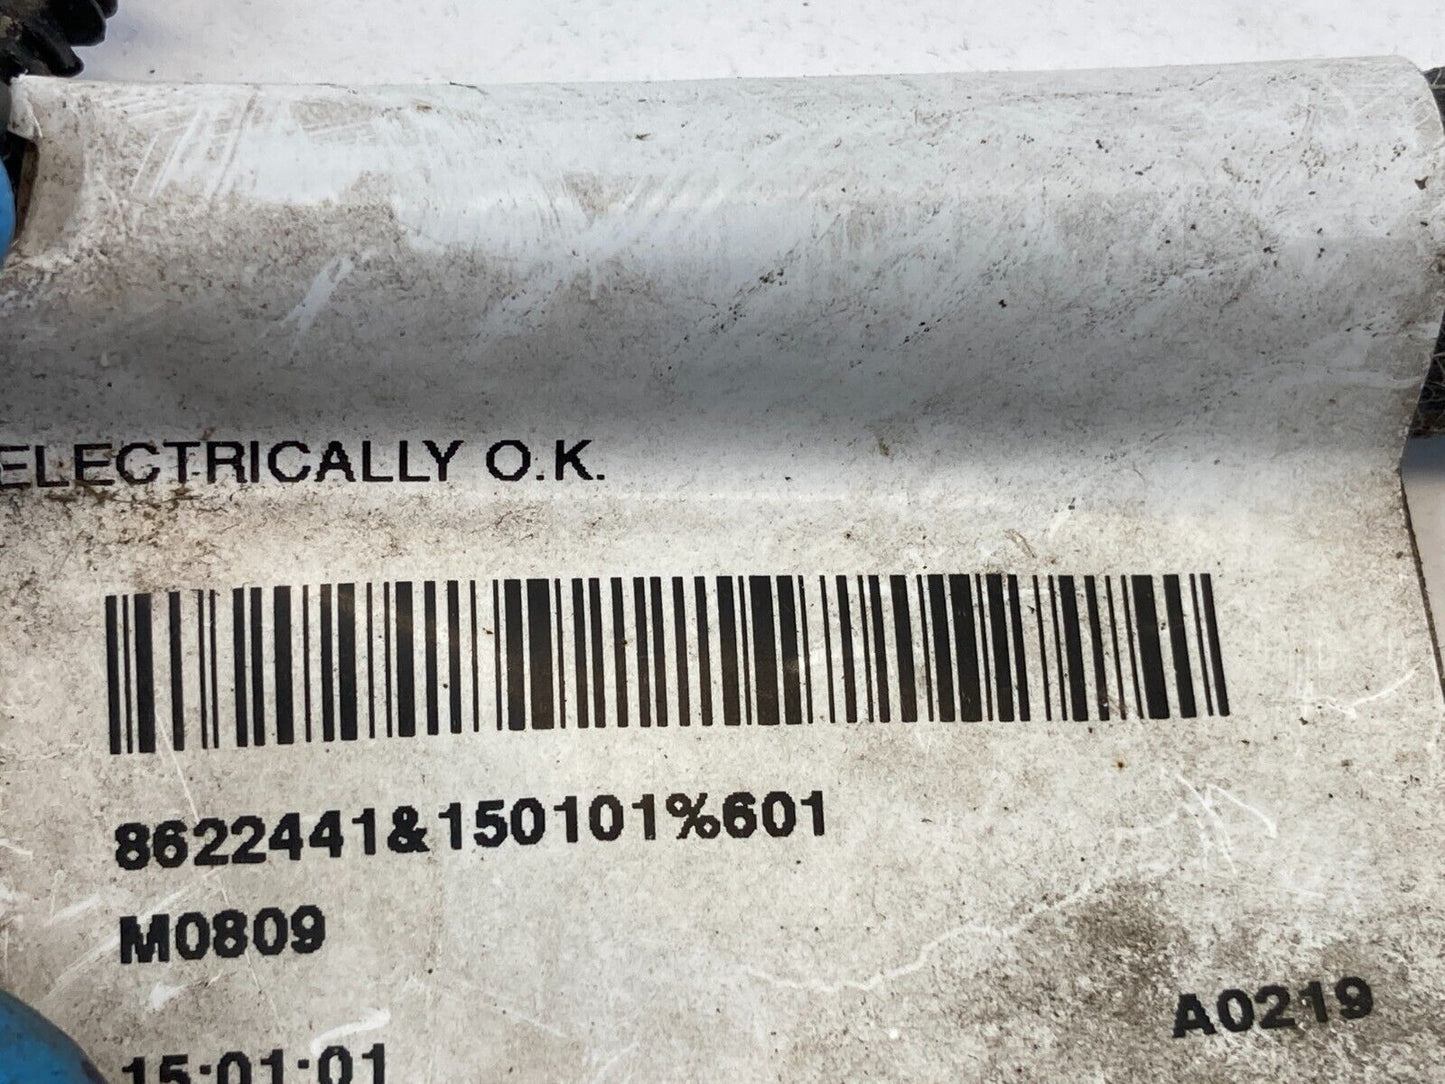 ELECTRICALLY O.K.
8622441&150101%601
M0809
A0219
15:01:01